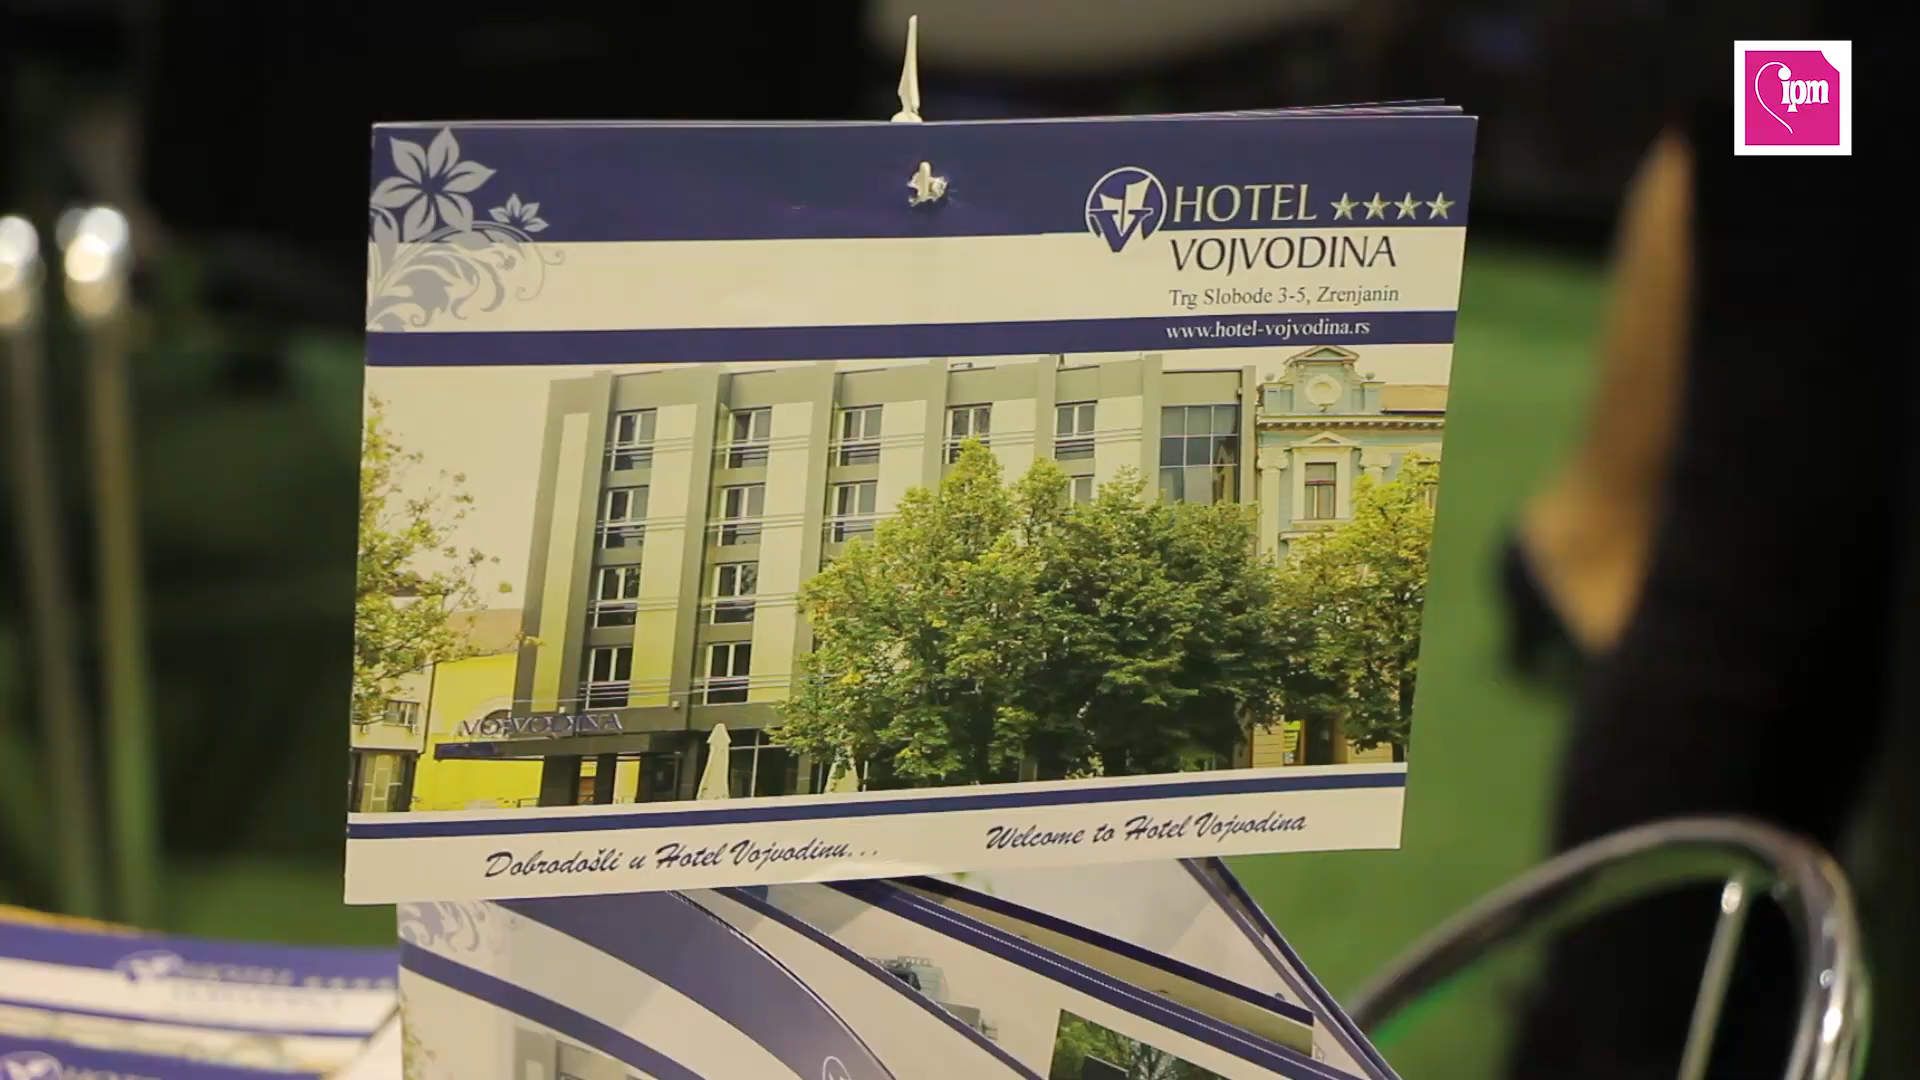 ipm
HOTEL
VOJVODINA
Trg Slobode 3-5, Zrenjanin
www.hotel-vojvodina.rs
VOJVODINA
Dobrodošli u Hotel Vojvodinu...
Welcome to Hotel Vojvodina
HOTEL